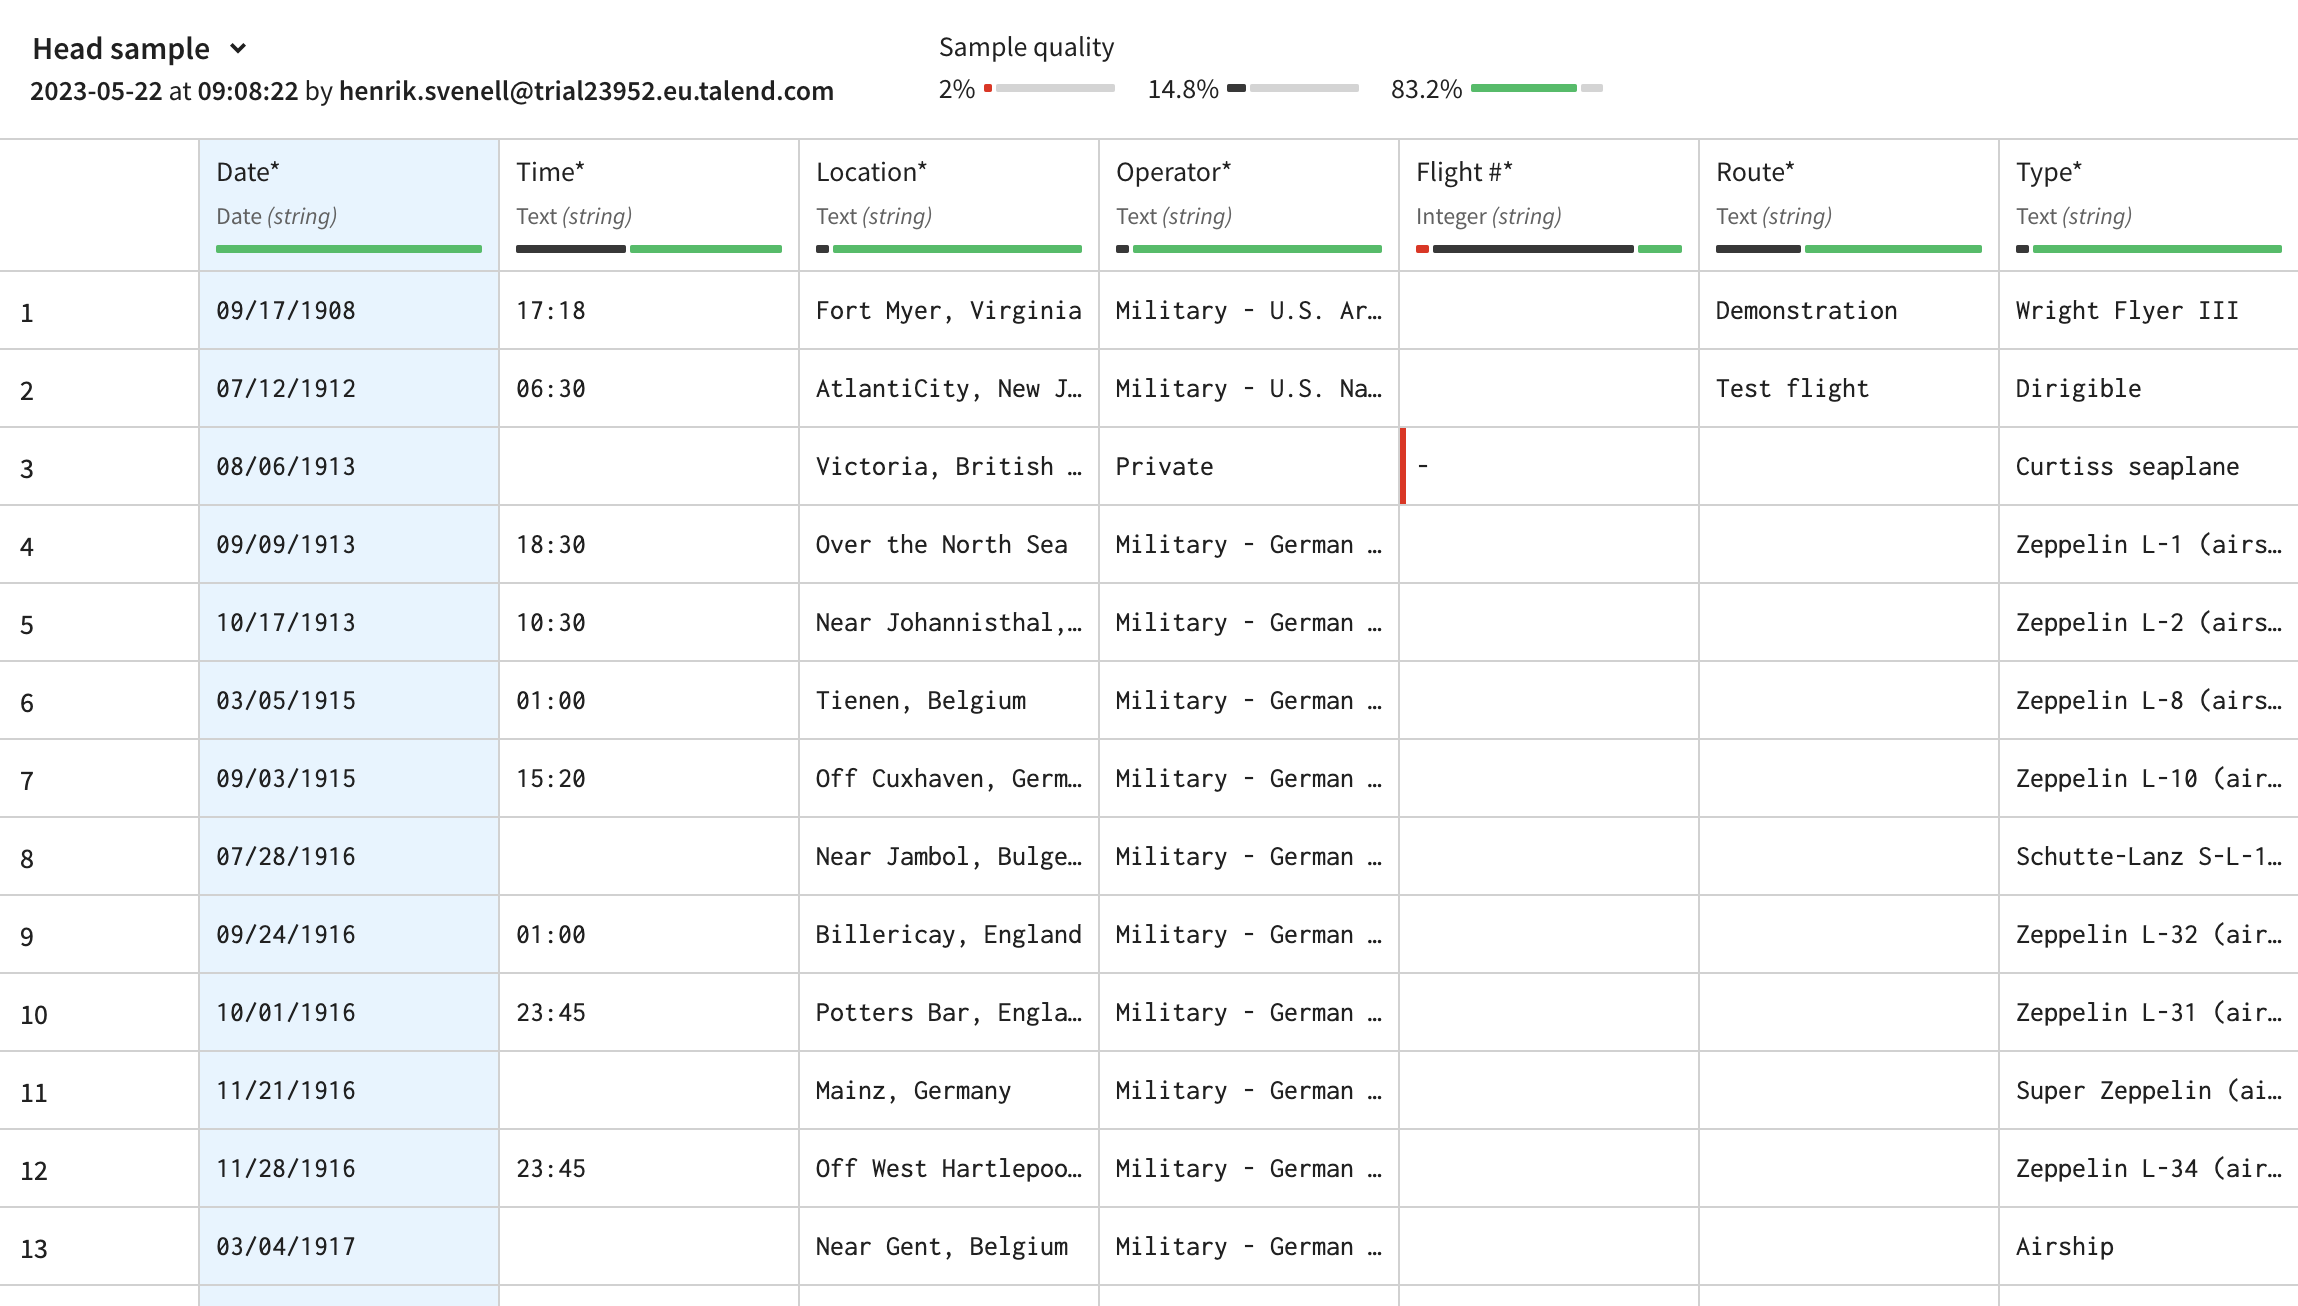 Head sample
Sample quality
2023-05-22 at 09:08:22 by henrik.svenell@trial23952.eu.talend.com
2% 14.8% 83.2%
Date* Time* Location* Operator* Flight #* Route* Type*
Date (string) Text (string) Text (string) Text (string) Integer (string) Text (string) Text (string)
1 09/17/1908 17:18 Fort Myer, Virginia Military - U.S. Ar… Demonstration Wright Flyer III
2 07/12/1912 06:30 AtlantiCity, New J… Military - U.S. Na… Test flight Dirigible
3 08/06/1913 Victoria, British … Private - Curtiss seaplane
4 09/09/1913 18:30 Over the North Sea Military - German … Zeppelin L-1 (airs…
5 10/17/1913 10:30 Near Johannisthal,… Military - German … Zeppelin L-2 (airs…
6 03/05/1915 01:00 Tienen, Belgium Military - German … Zeppelin L-8 (airs…
7 09/03/1915 15:20 Off Cuxhaven, Germ… Military - German … Zeppelin L-10 (air…
8 07/28/1916 Near Jambol, Bulge… Military - German … Schutte-Lanz S-L-1…
9 09/24/1916 01:00 Billericay, England Military - German … Zeppelin L-32 (air…
10 10/01/1916 23:45 Potters Bar, Engla… Military - German … Zeppelin L-31 (air…
11 11/21/1916 Mainz, Germany Military - German … Super Zeppelin (ai…
12 11/28/1916 23:45 Off West Hartlepoo… Military - German … Zeppelin L-34 (air…
13 03/04/1917 Near Gent, Belgium Military - German … Airship